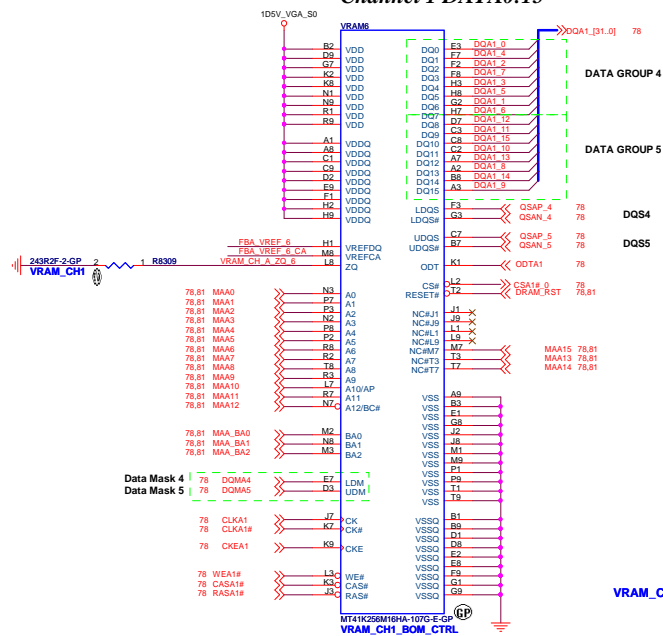 Channel 1 DATA0:15
1D5V_VGA_S0
VRAM6
DQA1_[31..0] 78
B2 VDD DQ0 E3 DQA1_0
D9 VDD DQ1 F7 DQA1_4
G7 VDD DQ2 F2 DQA1_2
K2 VDD DQ3 F8 DQA1_7 DATA GROUP 4
K8 VDD DQ4 H3 DQA1_3
N1 VDD DQ5 H8 DQA1_5
N9 VDD DQ6 G2 DQA1_1
R1 VDD DQ7 H7 DQA1_6
R9 VDD DQ8 D7 DQA1_12
DQ9 C3 DQA1_11
A1 VDDQ DQ10 C8 DQA1_15
A8 VDDQ DQ11 C2 DQA1_10 DATA GROUP 5
C1 VDDQ DQ12 A7 DQA1_13
C9 VDDQ DQ13 A2 DQA1_8
D2 VDDQ DQ14 B8 DQA1_14
E9 VDDQ DQ15 A3 DQA1_9
F1 VDDQ
H2 VDDQ LDQS F3 QSAP_4 78
H9 VDDQ LDQS# G3 QSAN_4 78 DQS4
UDQS C7 QSAP_5 78
FBA_VREF_6 H1 VREFDQ UDQS# B7 QSAN_5 78 DQS5
FBA_VREF_6_CA M8 VREFCA
243R2F-2-GP 2 1 R8309 VRAM_CH_A_ZQ_6 L8 ZQ ODT K1 ODTA1 78
VRAM_CH1
CS# L2 CSA1#_0 78
78,81 MAA0 N3 A0 RESET# T2 DRAM_RST 78,81
78,81 MAA1 P7 A1
78,81 MAA2 P3 A2 NC#J1 J1
78,81 MAA3 N2 A3 NC#J9 J9
78,81 MAA4 P8 A4 NC#L1 L1
78,81 MAA5 P2 A5 NC#L9 L9
78,81 MAA6 R8 A6 NC#M7 M7 MAA15 78,81
78,81 MAA7 R2 A7 NC#T3 T3 MAA13 78,81
78,81 MAA8 T8 A8 NC#T7 T7 MAA14 78,81
78,81 MAA9 R3 A9
78,81 MAA10 L7 A10/AP
78,81 MAA11 R7 A11 VSS A9
78,81 MAA12 N7 A12/BC# VSS B3
VSS E1
VSS G8
78,81 MAA_BA0 M2 BA0 VSS J2
78,81 MAA_BA1 N8 BA1 VSS J8
78,81 MAA_BA2 M3 BA2 VSS M1
VSS M9
VSS P1
Data Mask 4 78 DQMA4 E7 LDM VSS P9
Data Mask 5 78 DQMA5 D3 UDM VSS T1
VSS T9
78 CLKA1 J7 CK VSSQ B1
78 CLKA1# K7 CK# VSSQ B9
VSSQ D1
78 CKEA1 K9 CKE VSSQ D8
VSSQ E2
VSSQ E8
78 WEA1# L3 WE# VSSQ F9
78 CASA1# K3 CAS# VSSQ G1
78 RASA1# J3 RAS# VSSQ G9
VRAM_C
MT41K256M16HA-107G-E-GP
VRAM_CH1_BOM_CTRL
GP